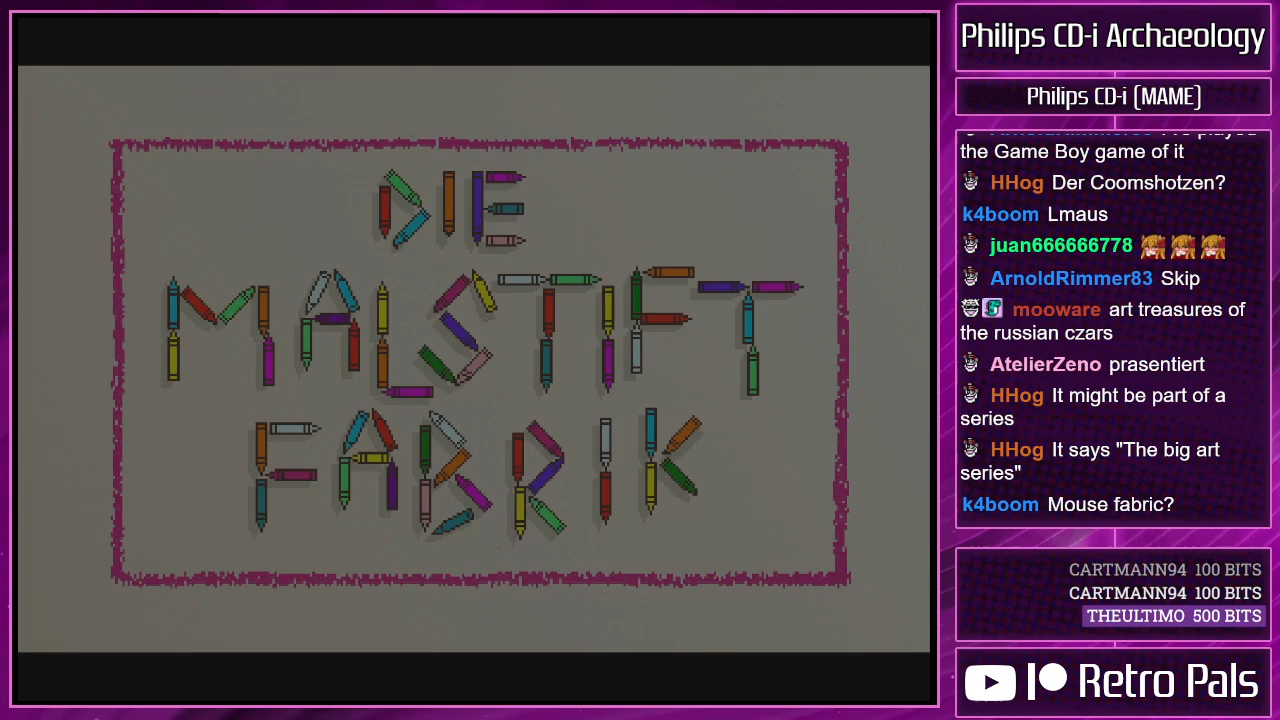 DIE
MALSTIFT
FABRIK
Philips CD-i Archaeology
Philips CD-i [MAME]
the Game Boy game of it
HHog Der Coomshotzen?
k4boom Lmaus
juan666666778
ArnoldRimmer83 Skip
mooware art treasures of
the russian czars
AtelierZeno prasentiert
HHog It might be part of a
series
HHog It says "The big art
series"
k4boom Mouse fabric?
CARTMANN94 100 BITS
CARTMANN94 100 BITS
THEULTIMO 500 BITS
Retro Pals